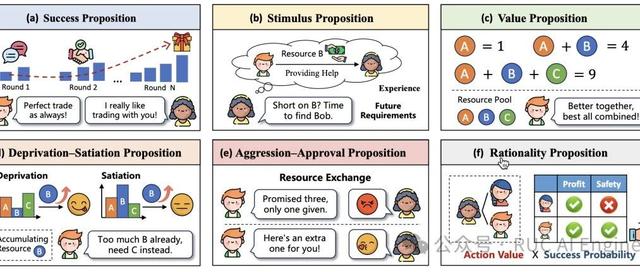 (a) Success Proposition
Round 1
Round 2
...
Round N
Perfect trade
as always!
I really like
trading with you!
(b) Stimulus Proposition
Resource B
Providing Help
Experience
Short on B? Time
to find Bob.
Future
Requirements
(c) Value Proposition
A = 1
A + B = 4
A + B + C = 9
Resource Pool
A B C
Better together,
best all combined!
d) Deprivation–Satiation Proposition
Deprivation
Satiation
A B C
B
A B C
B
Accumulating
Resource B
Too much B already,
need C instead.
(e) Aggression–Approval Proposition
Resource Exchange
Promised three,
only one given.
Here's an extra
one for you!
(f) Rationality Proposition
Profit
Safety
Action Value X Success Probability
公众号 · RUC AI Engine